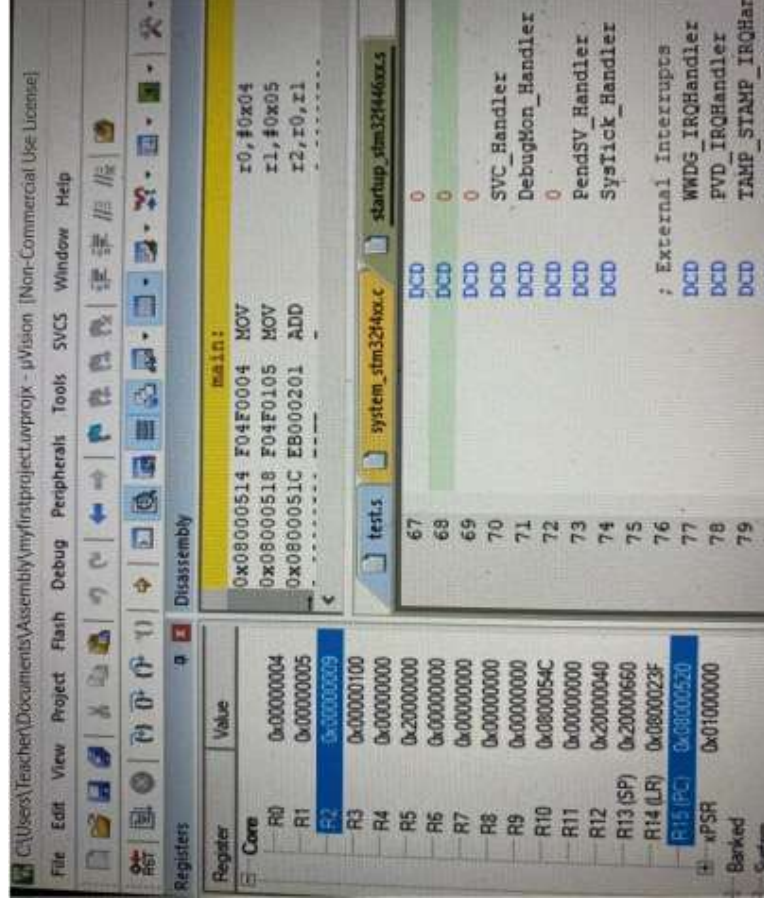 C:\Users\Teacher\Documents\Assembly\myfirstproject.uvprojx - µVision [Non-Commercial Use License]
File Edit View Project Flash Debug Peripherals Tools SVCS Window Help
RST
Registers
Register Value
Core
R0 0x00000004
R1 0x00000005
R2 0x00000009
R3 0x00000100
R4 0x00000000
R5 0x20000000
R6 0x00000000
R7 0x00000000
R8 0x00000000
R9 0x00000000
R10 0x0800054C
R11 0x00000000
R12 0x20000040
R13 (SP) 0x20000660
R14 (LR) 0x0800023F
R15 (PC) 0x08000520
xPSR 0x01000000
Banked
System
Disassembly
main:
0x08000514 F04F0004 MOV r0,#0x04
0x08000518 F04F0105 MOV r1,#0x05
0x0800051C EB000201 ADD r2,r0,r1
test.s system_stm32f4xx.c startup_stm32f446xx.s
67 DCD 0
68 DCD 0
69 DCD 0
70 DCD SVC_Handler
71 DCD DebugMon_Handler
72 DCD 0
73 DCD PendSV_Handler
74 DCD SysTick_Handler
75
76 ; External Interrupts
77 DCD WWDG_IRQHandler
78 DCD PVD_IRQHandler
79 DCD TAMP_STAMP_IRQHan